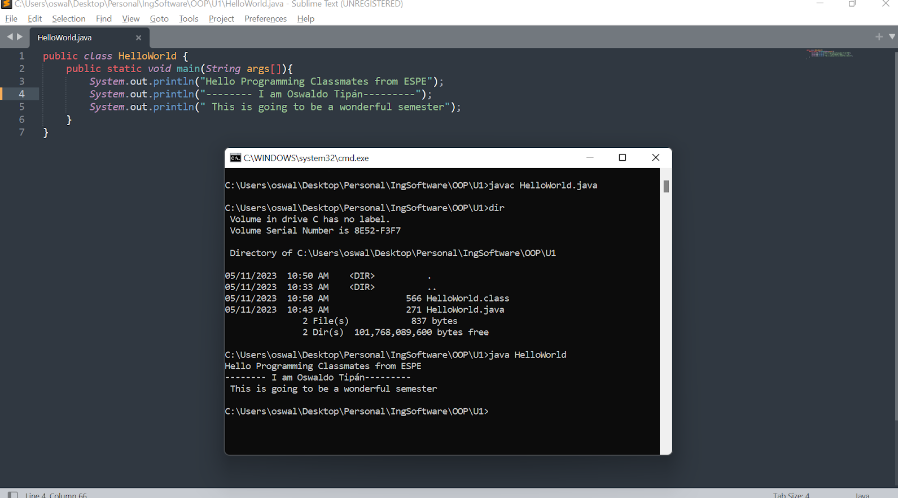 C:\Users\oswal\Desktop\Personal\IngSoftware\OOP\U1\HelloWorld.java - Sublime Text (UNREGISTERED)
File Edit Selection Find View Goto Tools Project Preferences Help
HelloWorld.java
1 public class HelloWorld {
2 public static void main(String args[]){
3 System.out.println("Hello Programming Classmates from ESPE");
4 System.out.println("-------- I am Oswaldo Tipán---------");
5 System.out.println(" This is going to be a wonderful semester");
6 }
7 }
C:\WINDOWS\system32\cmd.exe
C:\Users\oswal\Desktop\Personal\IngSoftware\OOP\U1>javac HelloWorld.java
C:\Users\oswal\Desktop\Personal\IngSoftware\OOP\U1>dir
Volume in drive C has no label.
Volume Serial Number is 8E52-F3F7
Directory of C:\Users\oswal\Desktop\Personal\IngSoftware\OOP\U1
05/11/2023 10:50 AM <DIR> .
05/11/2023 10:33 AM <DIR> ..
05/11/2023 10:50 AM 566 HelloWorld.class
05/11/2023 10:43 AM 271 HelloWorld.java
2 File(s) 837 bytes
2 Dir(s) 101,768,089,600 bytes free
C:\Users\oswal\Desktop\Personal\IngSoftware\OOP\U1>java HelloWorld
Hello Programming Classmates from ESPE
-------- I am Oswaldo Tipán---------
This is going to be a wonderful semester
C:\Users\oswal\Desktop\Personal\IngSoftware\OOP\U1>
Line 4, Column 66
Tab Size: 4 Java